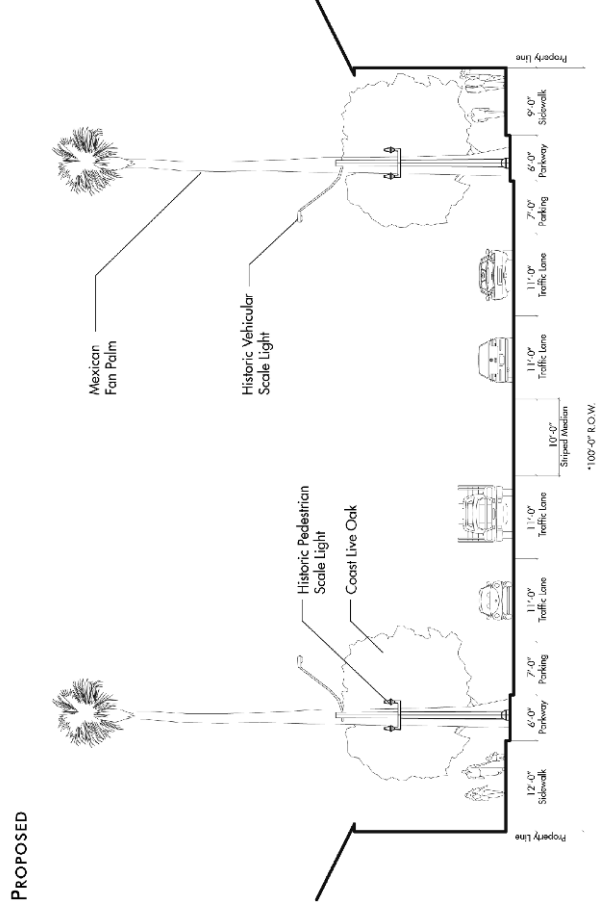 PROPOSED
Mexican
Fan Palm
Historic Vehicular
Scale Light
Historic Pedestrian
Scale Light
Coast Live Oak
Property Line
12'-0"
Sidewalk
6'-0"
Parkway
7'-0"
Parking
11'-0"
Traffic Lane
11'-0"
Traffic Lane
10'-0"
Striped Median
11'-0"
Traffic Lane
11'-0"
Traffic Lane
7'-0"
Parking
6'-0"
Parkway
9'-0"
Sidewalk
Property Line
*100'-0" R.O.W.